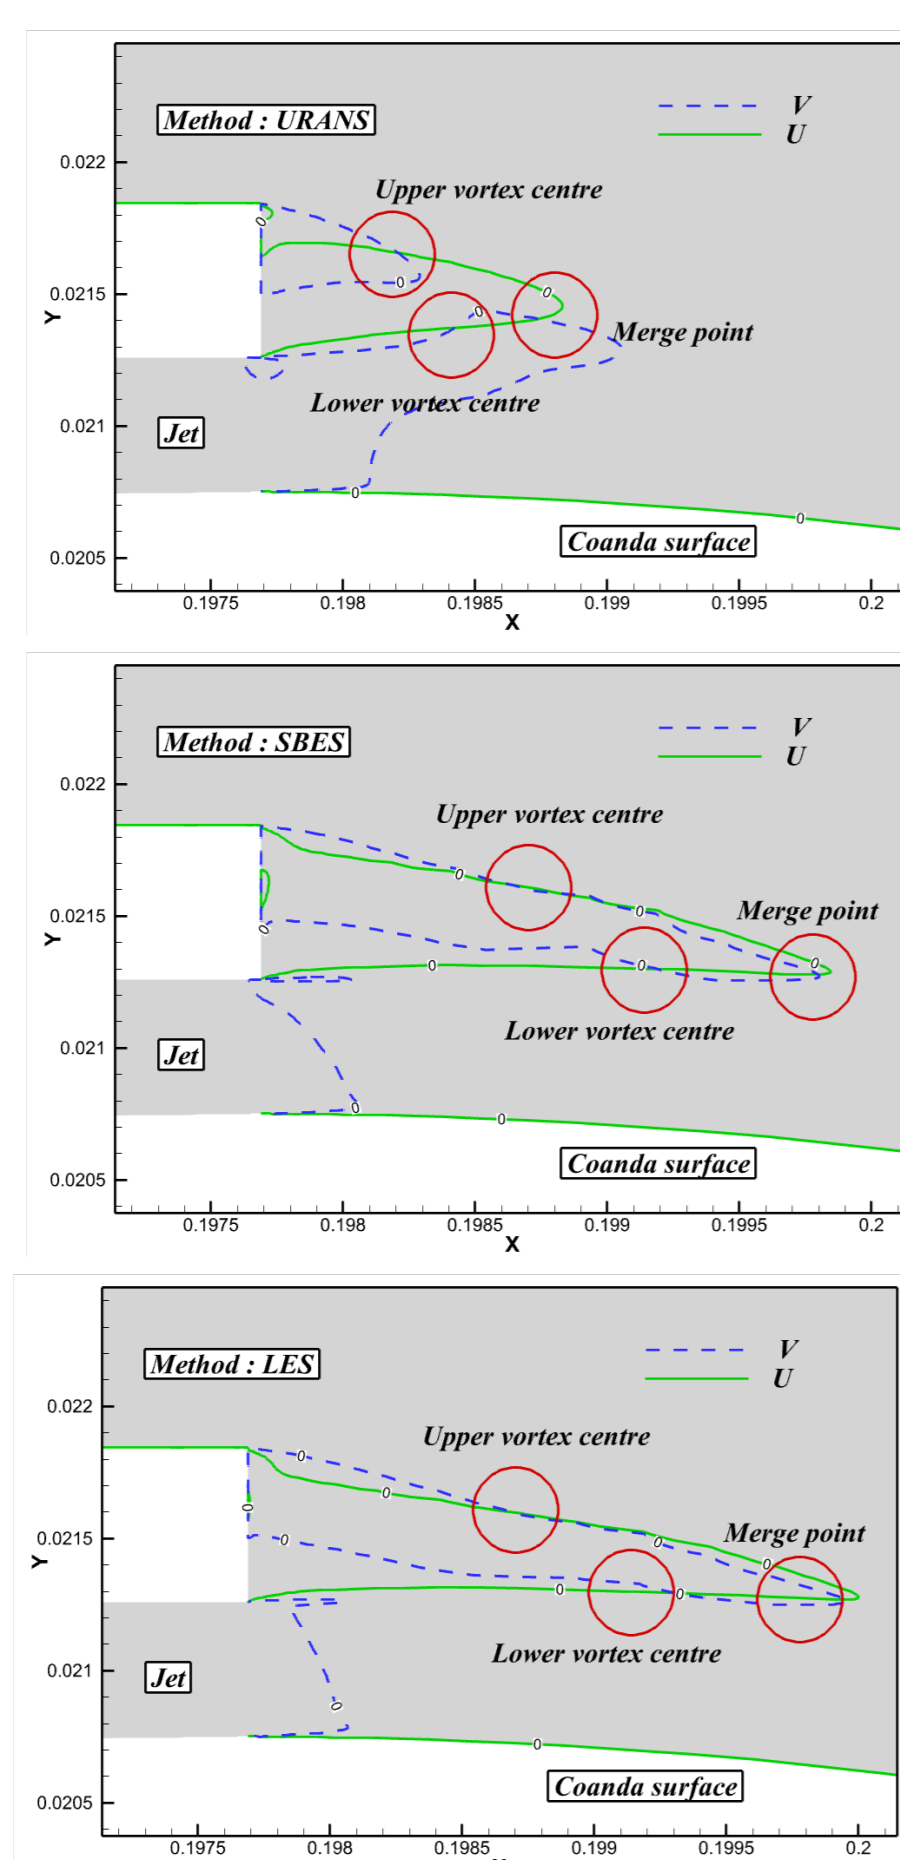 Method : URANS
V
U
0.022
Upper vortex centre
0
0
0.0215
0
0
Y
Merge point
Lower vortex centre
0.021
Jet
0
0
Coanda surface
0.0205
0.1975
0.198
0.1985
0.199
0.1995
0.2
X
Method : SBES
V
U
0.022
Upper vortex centre
0
0
Merge point
0.0215
0
Y
0
0
0
Lower vortex centre
0.021
Jet
0
0
Coanda surface
0.0205
0.1975
0.198
0.1985
0.199
0.1995
0.2
X
Method : LES
V
U
0.022
Upper vortex centre
0
0
0
Merge point
0.0215
0
0
0
Y
0
0
Lower vortex centre
0.021
Jet
0
0
Coanda surface
0.0205
0.1975
0.198
0.1985
0.199
0.1995
0.2